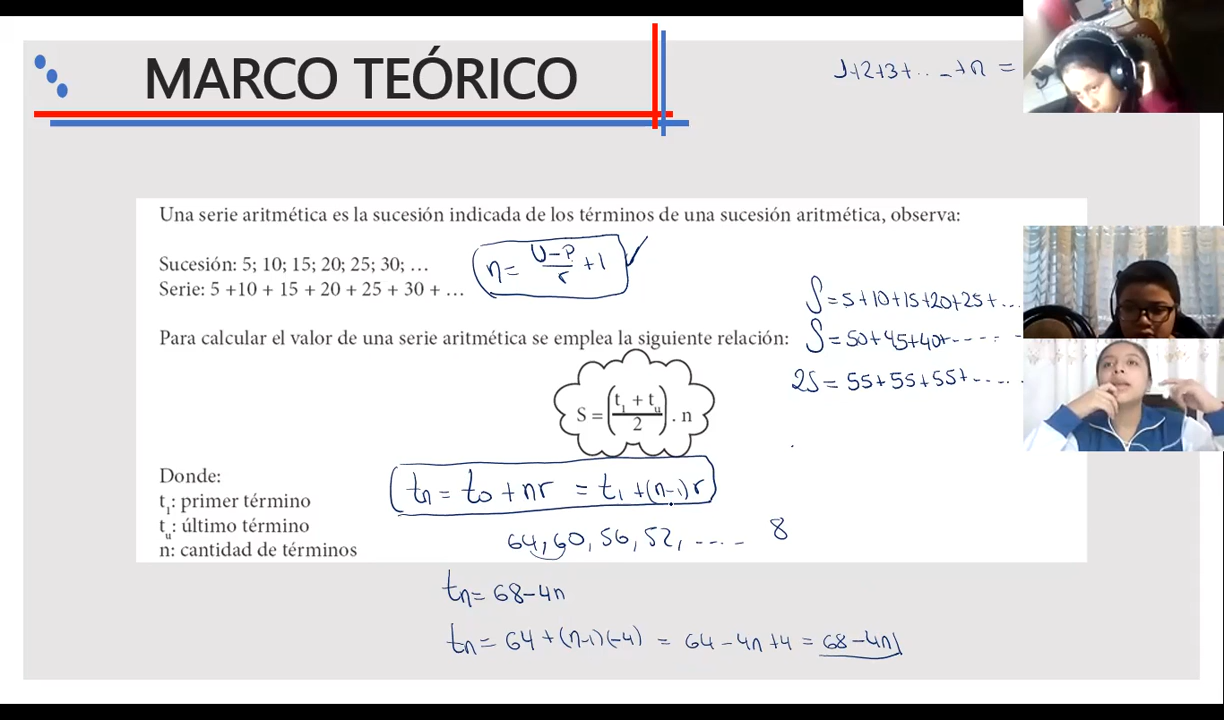 MARCO TEÓRICO
1+2+3+...+n =
Una serie aritmética es la sucesión indicada de los términos de una sucesión aritmética, observa:
Sucesión: 5; 10; 15; 20; 25; 30; …
Serie: 5 +10 + 15 + 20 + 25 + 30 + …
n = (U-P)/r + 1
Para calcular el valor de una serie aritmética se emplea la siguiente relación:
S = 5+10+15+20+25+...
S = 50+45+40+.....
2S = 55+55+55+.....
S = ((t₁ + tᵤ)/2) . n
Donde:
t₁: primer término
tᵤ: último término
n: cantidad de términos
tn = t₀ + nr = t₁ + (n-1)r
64, 60, 56, 52, ..... 8
tn = 68-4n
tn = 64+(n-1)(-4) = 64-4n+4 = 68-4n